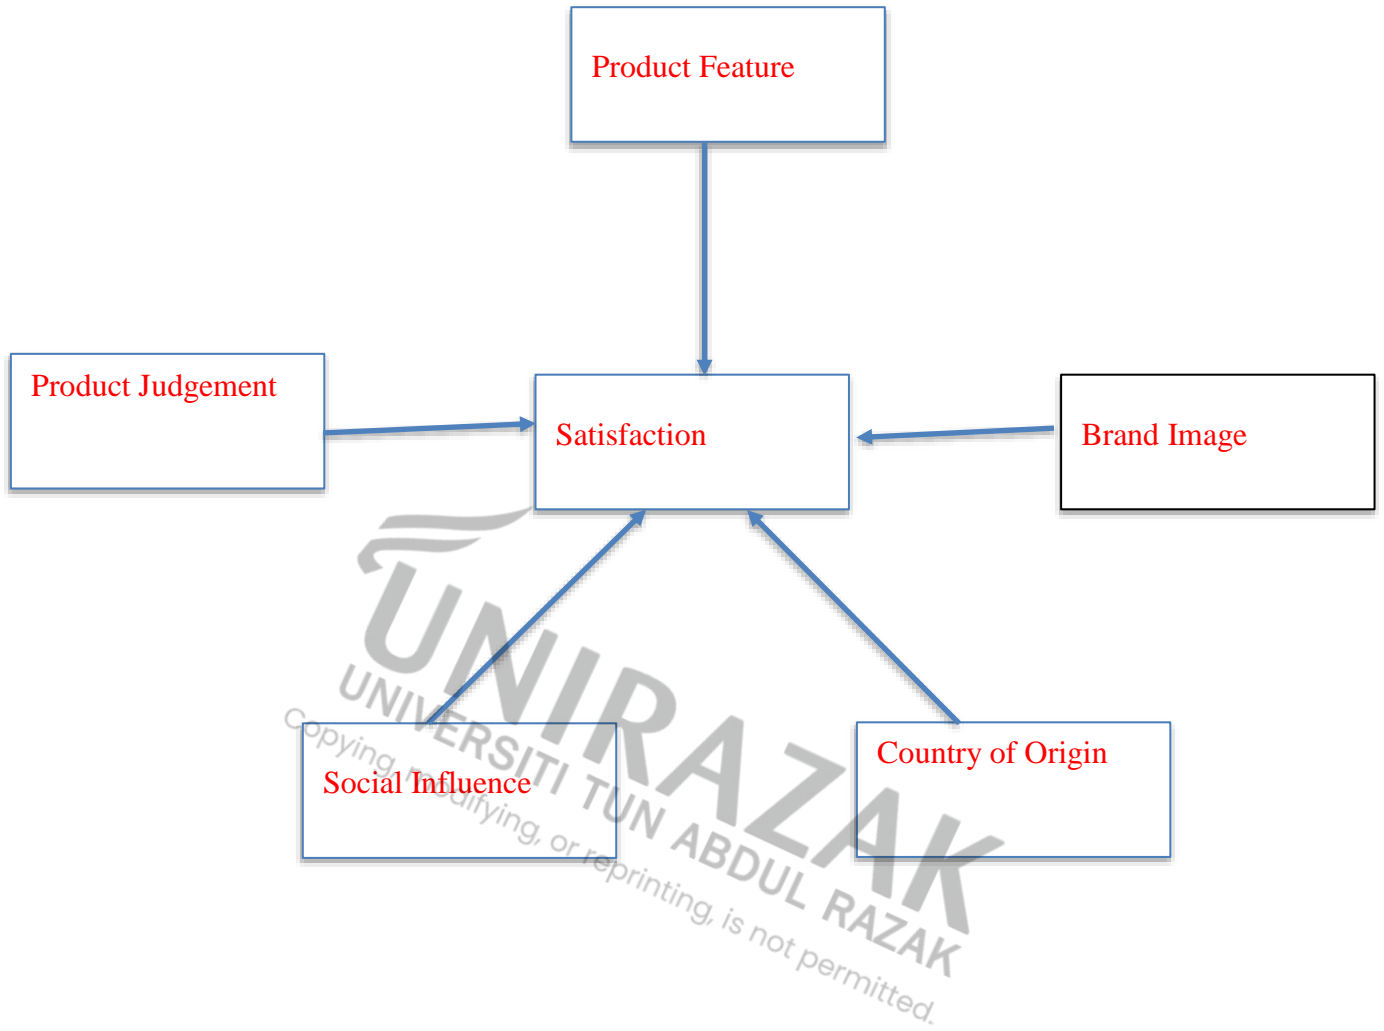 Product Feature
Product Judgement
Satisfaction
Brand Image
Social Influence
Country of Origin
UNIRAZAK
UNIVERSITI TUN ABDUL RAZAK
Copying, modifying, or reprinting, is not permitted.